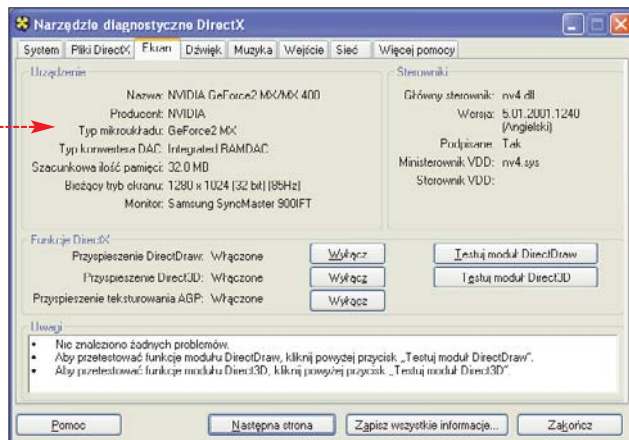 Narzędzie diagnostyczne DirectX
System Pliki DirectX Ekran Dźwięk Muzyka Wejście Sieć Więcej pomocy
Urządzenie
Nazwa: NVIDIA GeForce2 MX/MX 400
Producent: NVIDIA
Typ mikroukładu: GeForce2 MX
Typ konwertera DAC: Integrated RAMDAC
Szacunkowa ilość pamięci: 32.0 MB
Bieżący tryb ekranu: 1280 x 1024 (32 bit) (85Hz)
Monitor: Samsung SyncMaster 900IFT
Sterowniki
Główny sterownik: nv4.dll
Wersja: 5.01.2001.1240
(Angielski)
Podpisane: Tak
Ministerownik VDD: nv4.sys
Sterownik VDD:
Funkcje DirectX
Przyspieszenie DirectDraw: Włączone Wyłącz Testuj moduł DirectDraw
Przyspieszenie Direct3D: Włączone Wyłącz Testuj moduł Direct3D
Przyspieszenie teksturowania AGP: Włączone Wyłącz
Uwagi
• Nie znaleziono żadnych problemów.
• Aby przetestować funkcje modułu DirectDraw, kliknij powyżej przycisk „Testuj moduł DirectDraw”.
• Aby przetestować funkcje modułu Direct3D, kliknij powyżej przycisk „Testuj moduł Direct3D”.
Pomoc Następna strona Zapisz wszystkie informacje... Zakończ